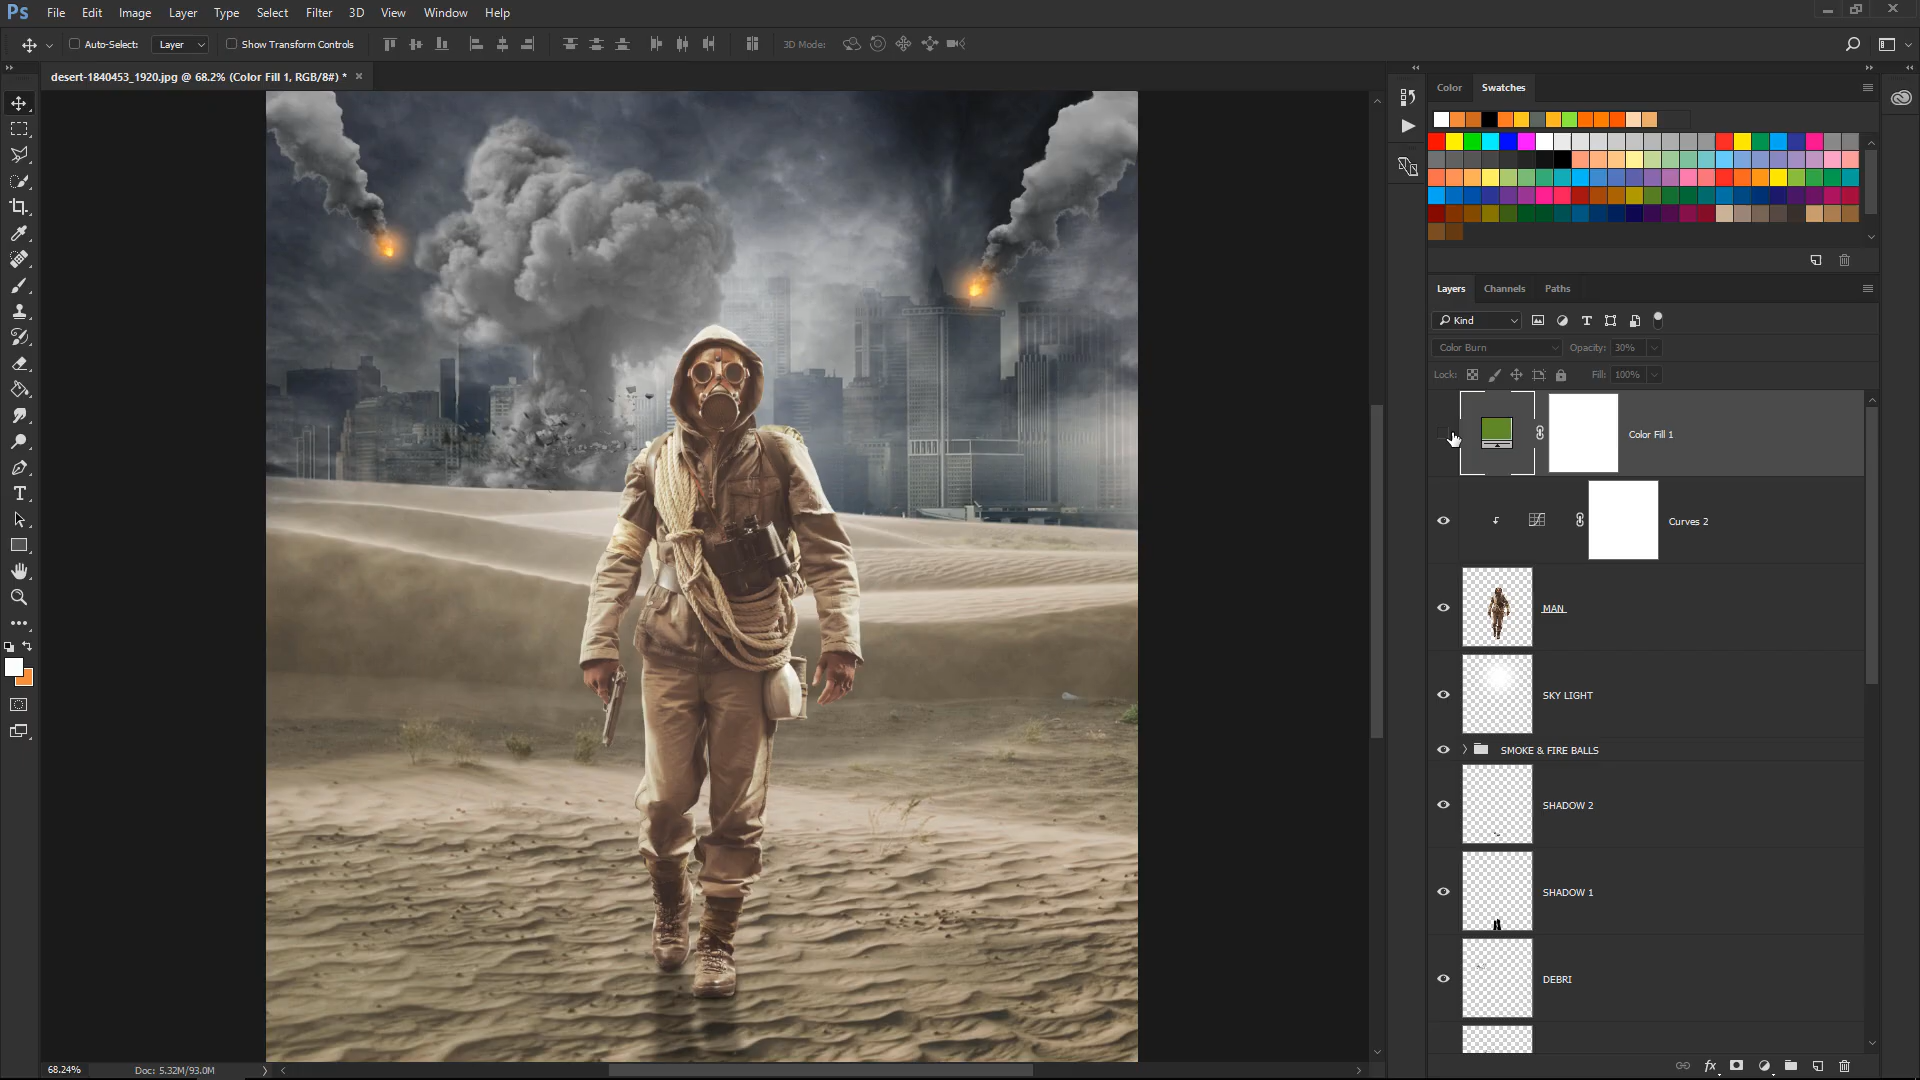 Ps File Edit Image Layer Type Select Filter 3D View Window Help
Auto-Select: Layer Show Transform Controls 3D Mode:
desert-1840453_1920.jpg @ 68.2% (Color Fill 1, RGB/8#) *
Color Swatches
Layers Channels Paths
Kind
Color Burn Opacity: 30%
Lock: Fill: 100%
Color Fill 1
Curves 2
MAN
SKY LIGHT
SMOKE & FIRE BALLS
SHADOW 2
SHADOW 1
DEBRI
fx
68.24% Doc: 5.32M/93.0M